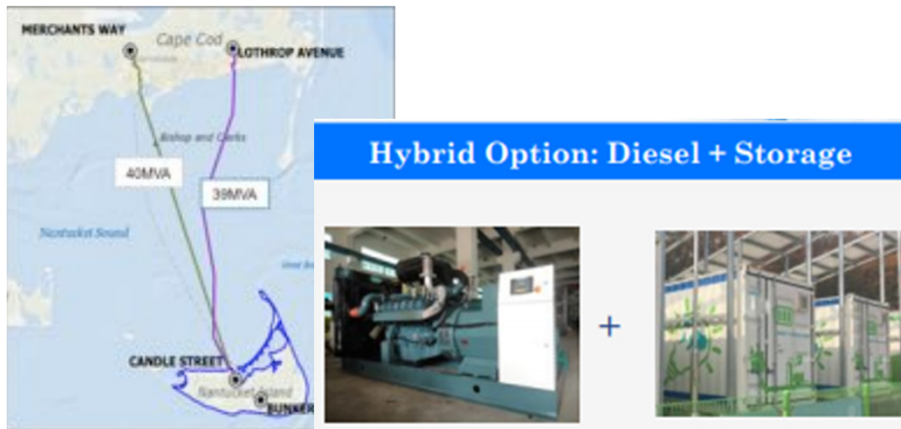 MERCHANTS WAY
Cape Cod
LOTHROP AVENUE
Bishop and Clerks
40MVA
39MVA
Nantucket Sound
CANDLE STREET
Nantucket Island
BUNKER
Hybrid Option: Diesel + Storage
+